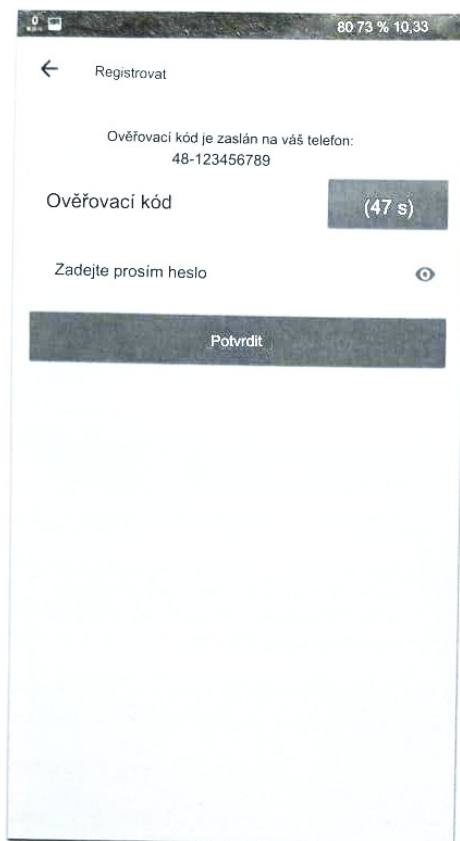 0
80 73 % 10,33
Registrovat
Ověřovací kód je zaslán na váš telefon:
48-123456789
Ověřovací kód
(47 s)
Zadejte prosím heslo
Potvrdit